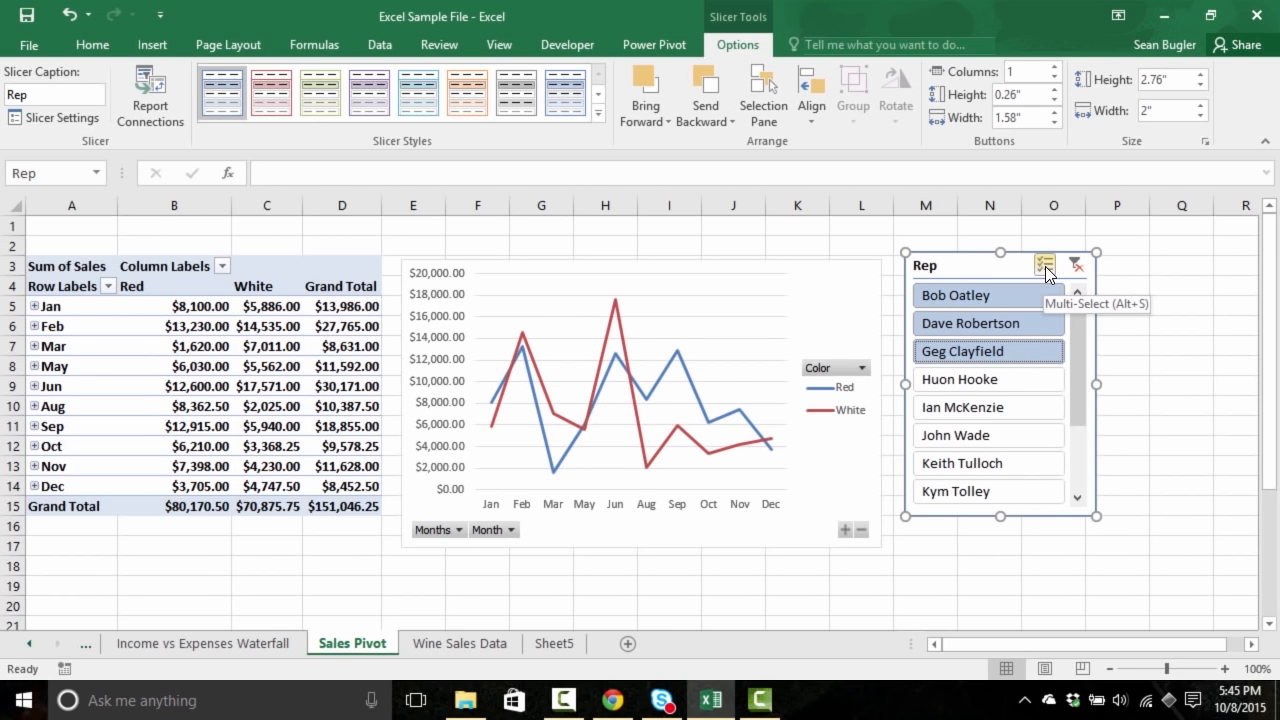 Excel Sample File - Excel
Slicer Tools
File Home Insert Page Layout Formulas Data Review View Developer Power Pivot Options Tell me what you want to do... Sean Bugler Share
Slicer Caption:
Rep
Slicer Settings
Report Connections
Bring Forward
Send Backward
Selection Pane
Align
Group
Rotate
Columns: 1
Height: 0.26"
Width: 1.58"
Height: 2.76"
Width: 2"
Slicer Slicer Styles Arrange Buttons Size
Rep fx
A B C D E F G H I J K L M N O P Q R
1
2
3 Sum of Sales Column Labels
4 Row Labels Red White Grand Total
5 Jan $8,100.00 $5,886.00 $13,986.00
6 Feb $13,230.00 $14,535.00 $27,765.00
7 Mar $1,620.00 $7,011.00 $8,631.00
8 May $6,030.00 $5,562.00 $11,592.00
9 Jun $12,600.00 $17,571.00 $30,171.00
10 Aug $8,362.50 $2,025.00 $10,387.50
11 Sep $12,915.00 $5,940.00 $18,855.00
12 Oct $6,210.00 $3,368.25 $9,578.25
13 Nov $7,398.00 $4,230.00 $11,628.00
14 Dec $3,705.00 $4,747.50 $8,452.50
15 Grand Total $80,170.50 $70,875.75 $151,046.25
16
17
18
19
20
21
$20,000.00
$18,000.00
$16,000.00
$14,000.00
$12,000.00
$10,000.00
$8,000.00
$6,000.00
$4,000.00
$2,000.00
$0.00
Jan Feb Mar May Jun Aug Sep Oct Nov Dec
Months Month
Color
Red
White
Rep
Multi-Select (Alt+S)
Bob Oatley
Dave Robertson
Geg Clayfield
Huon Hooke
Ian McKenzie
John Wade
Keith Tulloch
Kym Tolley
... Income vs Expenses Waterfall Sales Pivot Wine Sales Data Sheet5
Ready 100%
Ask me anything
5:45 PM
10/8/2015